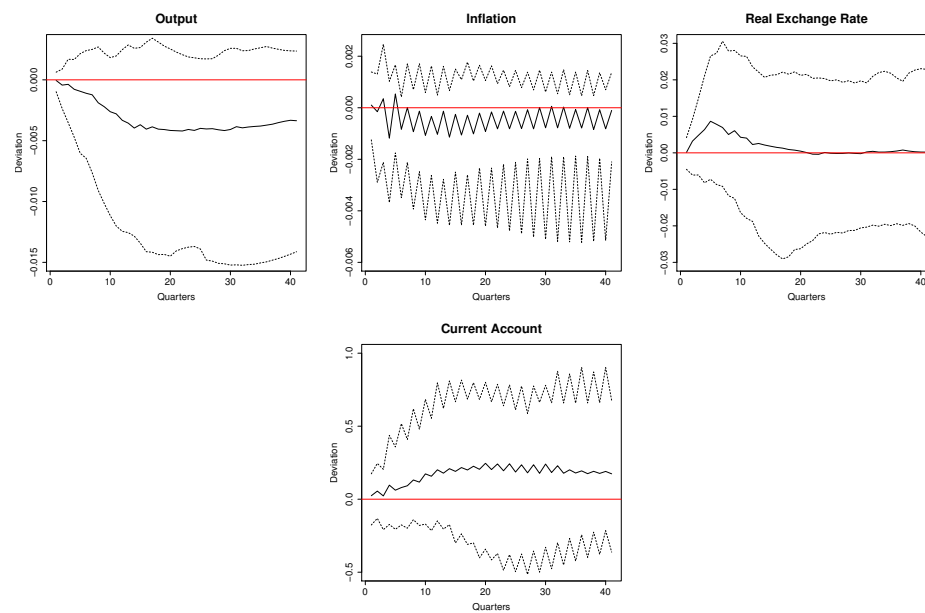 Output
Inflation
Real Exchange Rate
Deviation
0.000
−0.005
−0.010
−0.015
0 10 20 30 40
Quarters
Deviation
0.002
0.000
−0.002
−0.004
−0.006
0 10 20 30 40
Quarters
Deviation
0.03
0.02
0.01
0.00
−0.01
−0.02
−0.03
0 10 20 30 40
Quarters
Current Account
Deviation
1.0
0.5
0.0
−0.5
0 10 20 30 40
Quarters